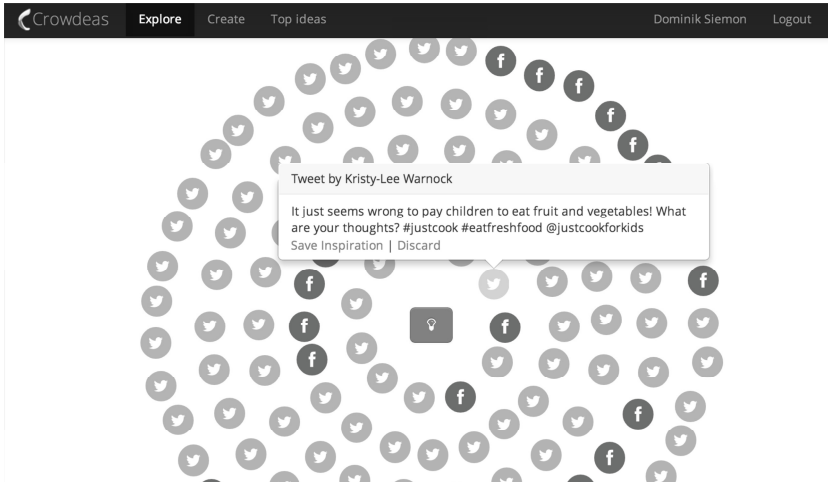 Crowdeas Explore Create Top ideas Dominik Siemon Logout
Tweet by Kristy-Lee Warnock
It just seems wrong to pay children to eat fruit and vegetables! What
are your thoughts? #justcook #eatfreshfood @justcookforkids
Save Inspiration | Discard